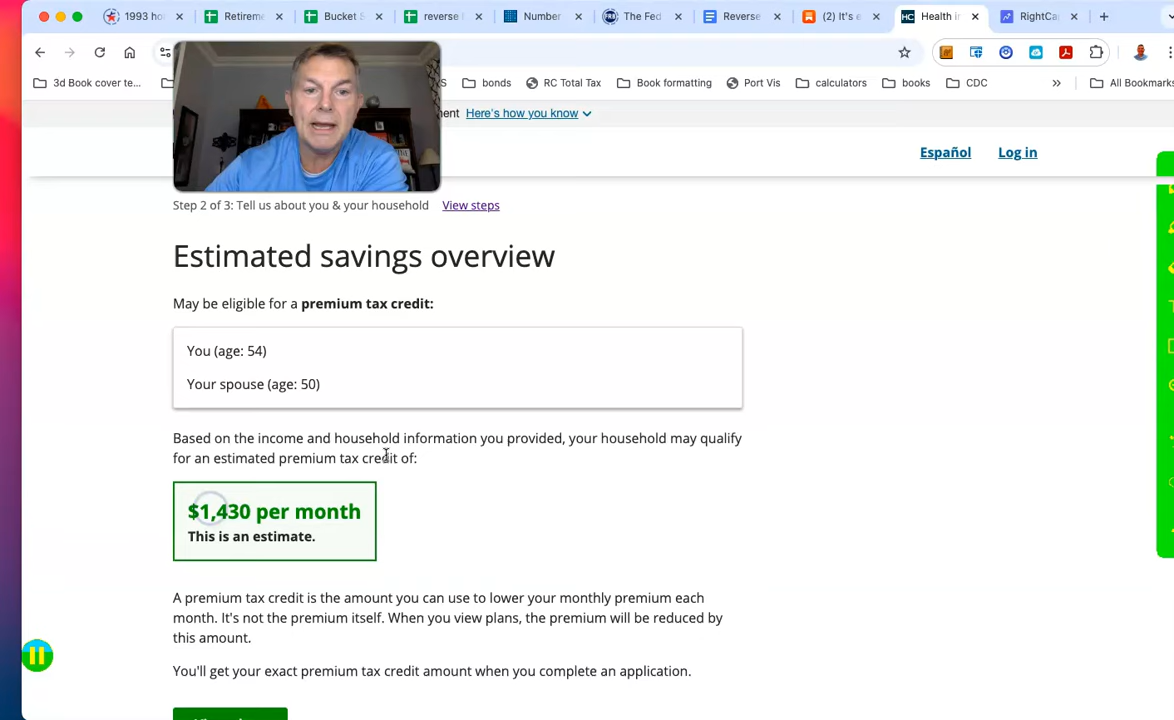 1993 ho
Retirem
Bucket S
reverse
Number
The Fed
Reverse
(2) It's e
Health in
RightCa
3d Book cover te...
S
bonds
RC Total Tax
Book formatting
Port Vis
calculators
books
CDC
»
All Bookmarks
ent Here's how you know
Español Log in
Step 2 of 3: Tell us about you & your household View steps
Estimated savings overview
May be eligible for a premium tax credit:
You (age: 54)
Your spouse (age: 50)
Based on the income and household information you provided, your household may qualify
for an estimated premium tax credit of:
$1,430 per month
This is an estimate.
A premium tax credit is the amount you can use to lower your monthly premium each
month. It's not the premium itself. When you view plans, the premium will be reduced by
this amount.
You'll get your exact premium tax credit amount when you complete an application.